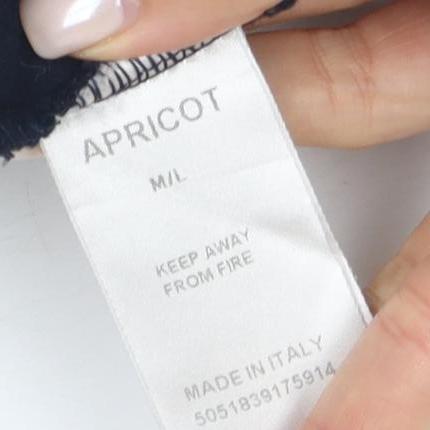 APRICOT
M/L
KEEP AWAY
FROM FIRE
MADE IN ITALY
5051839175914